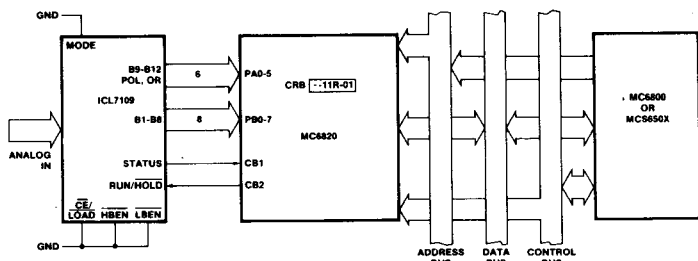 GND
MODE
B9-B12
POL, OR
6
PA0-5
ICL7109
B1-B8
8
PB0-7
ANALOG
IN
STATUS
CB1
RUN/HOLD
CB2
CE/
LOAD
HBEN
LBEN
GND
CRB --11R-01
MC6820
MC6800
OR
MCS650X
ADDRESS
DATA
CONTROL